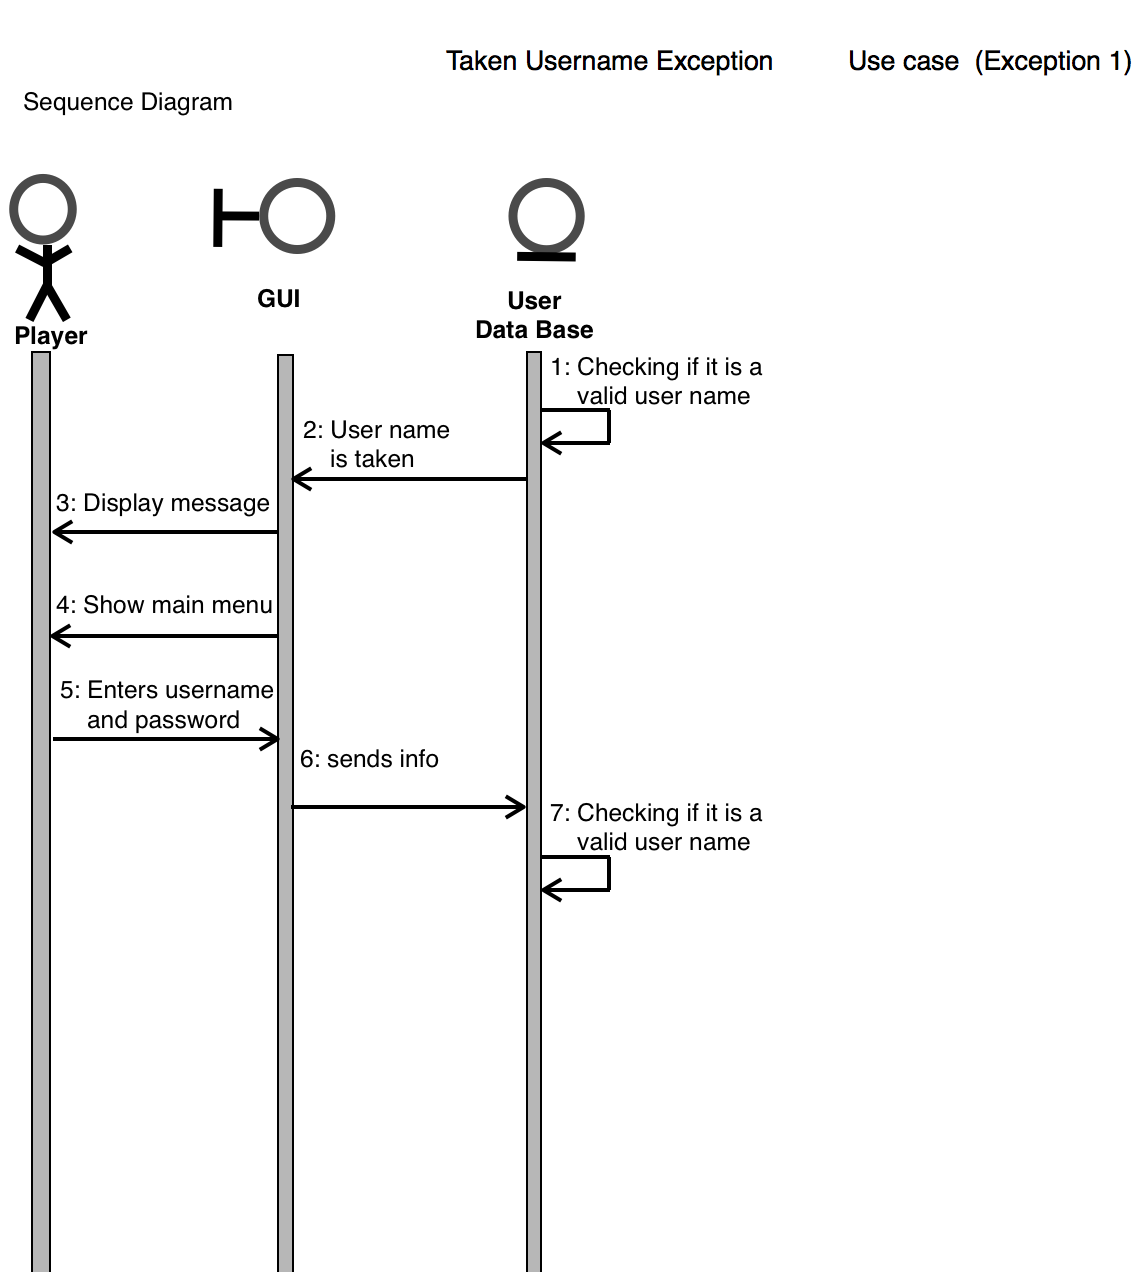 Taken Username Exception Use case (Exception 1)
Sequence Diagram
Player
GUI
User
Data Base
1: Checking if it is a
valid user name
2: User name
is taken
3: Display message
4: Show main menu
5: Enters username
and password
6: sends info
7: Checking if it is a
valid user name